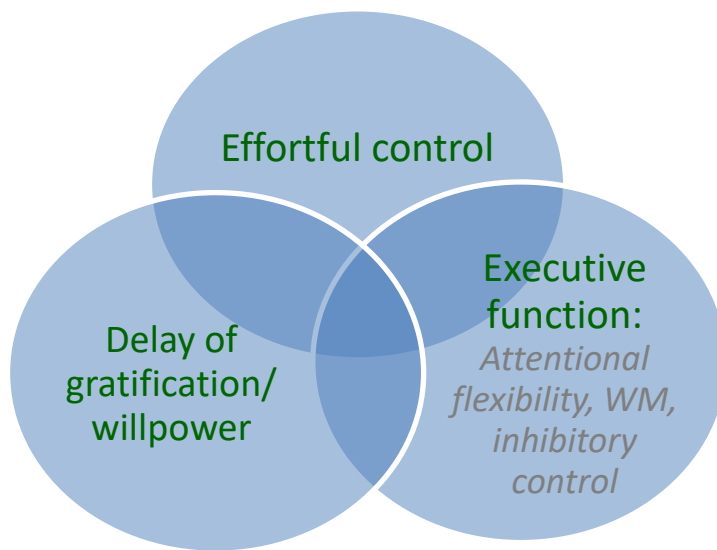 Effortful control
Executive
function:
Attentional
flexibility, WM,
inhibitory
control
Delay of
gratification/
willpower